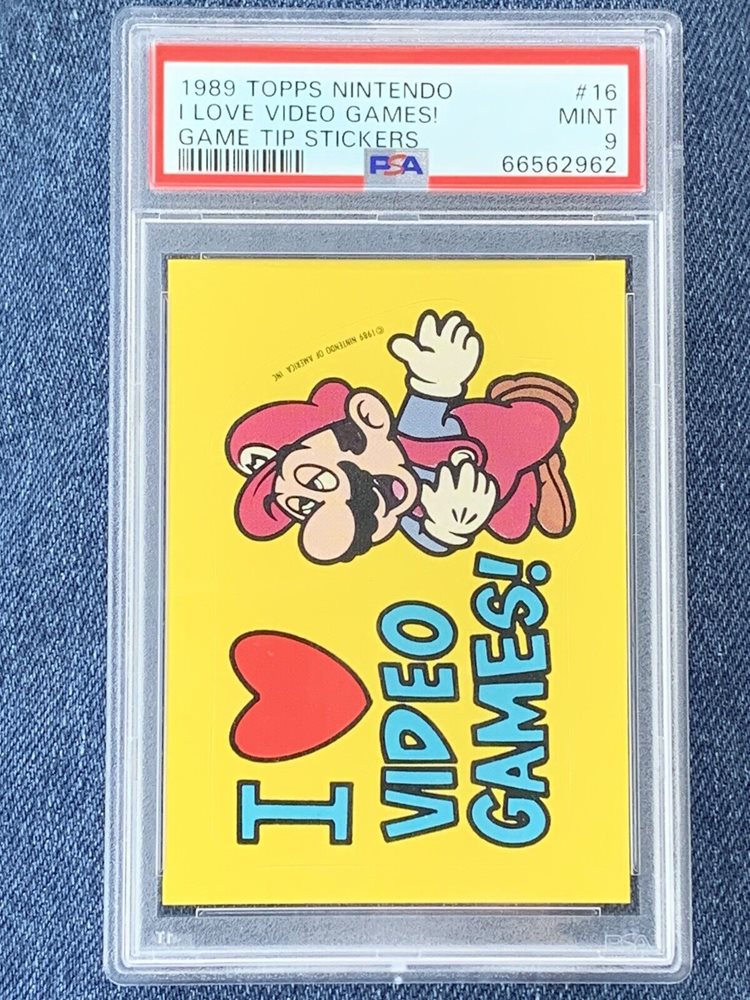 1989 TOPPS NINTENDO #16
I LOVE VIDEO GAMES! MINT
GAME TIP STICKERS 9
PSA 66562962
©1989 NINTENDO OF AMERICA INC
M
I ❤
VIDEO
GAMES!
PSA